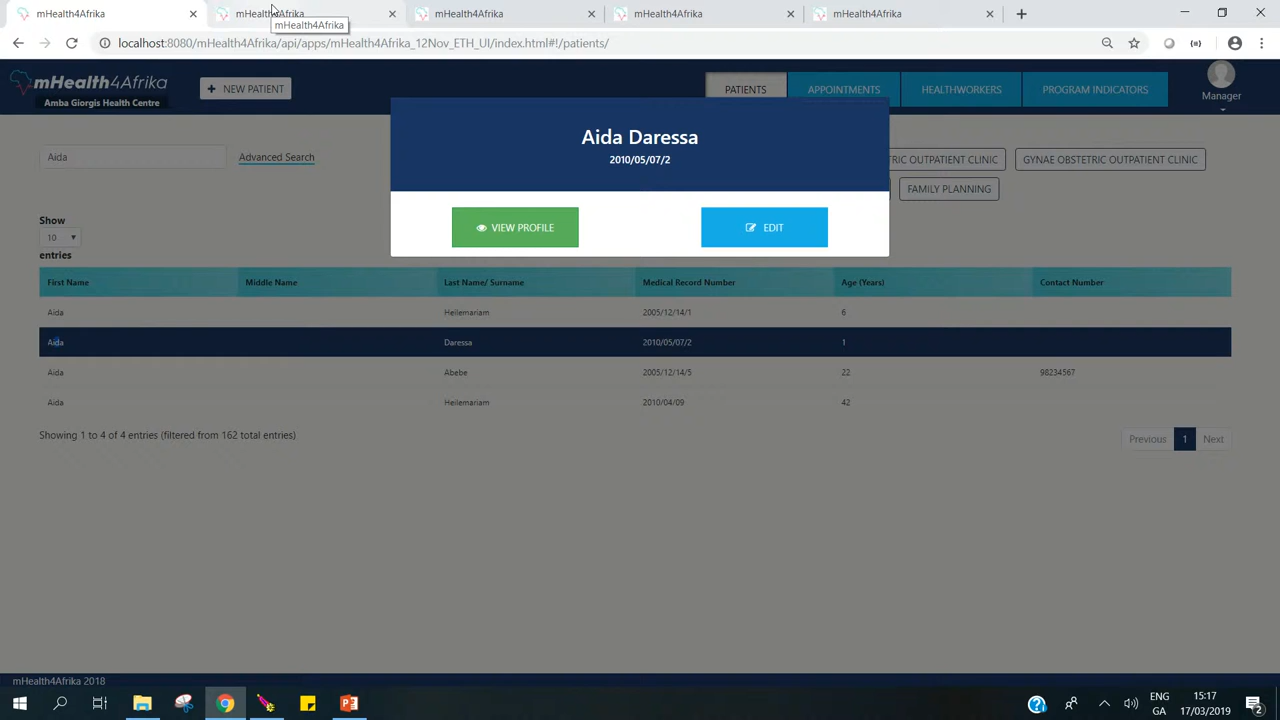 mHealth4Afrika
mHealth4Afrika
mHealth4Afrika
mHealth4Afrika
mHealth4Afrika
mHealth4Afrika
localhost:8080/mHealth4Afrika/api/apps/mHealth4Afrika_12Nov_ETH_UI/index.html#!/patients/
mHealth4Afrika
Amba Giorgis Health Centre
NEW PATIENT
PATIENTS
APPOINTMENTS
HEALTHWORKERS
PROGRAM INDICATORS
Manager
Aida Daressa
2010/05/07/2
VIEW PROFILE
EDIT
Aida
Advanced Search
TRIC OUTPATIENT CLINIC
GYNAE OBSTETRIC OUTPATIENT CLINIC
FAMILY PLANNING
Show
10
entries
First Name Middle Name Last Name/ Surname Medical Record Number Age (Years) Contact Number
Aida Heilemariam 2005/12/14/1 6
Aida Daressa 2010/05/07/2 1
Aida Abebe 2005/12/14/5 22 98234567
Aida Heilemariam 2010/04/09 42
Showing 1 to 4 of 4 entries (filtered from 162 total entries)
Previous 1 Next
mHealth4Afrika 2018
ENG
GA
15:17
17/03/2019
2